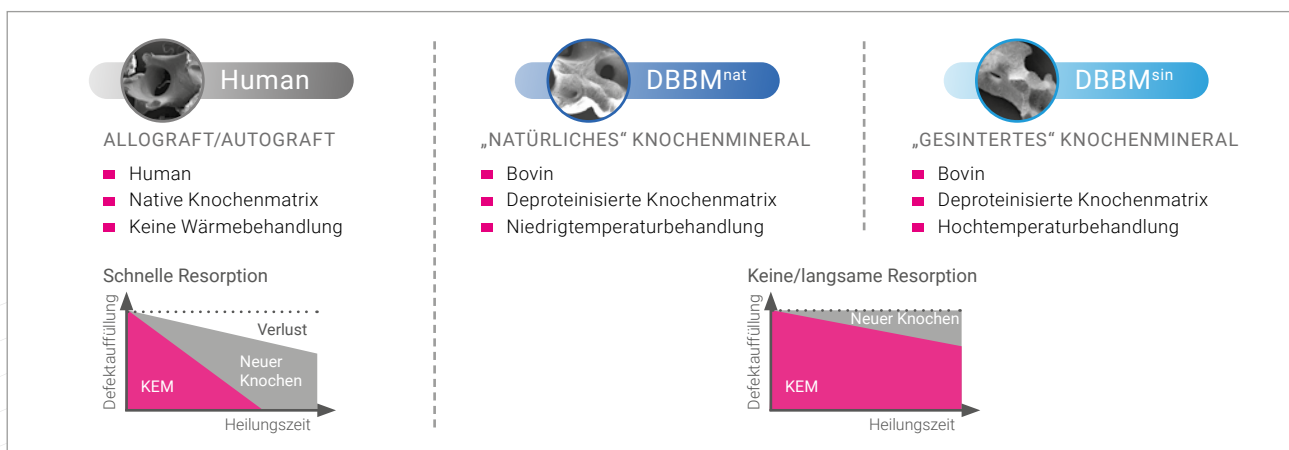 Human
ALLOGRAFT/AUTOGRAFT
Human
Native Knochenmatrix
Keine Wärmebehandlung
Schnelle Resorption
Defektauffüllung
Verlust
Neuer
Knochen
KEM
Heilungszeit
DBBMnat
„NATÜRLICHES“ KNOCHENMINERAL
Bovin
Deproteinisierte Knochenmatrix
Niedrigtemperaturbehandlung
DBBMsin
„GESINTERTES“ KNOCHENMINERAL
Bovin
Deproteinisierte Knochenmatrix
Hochtemperaturbehandlung
Keine/langsame Resorption
Defektauffüllung
Neuer Knochen
KEM
Heilungszeit